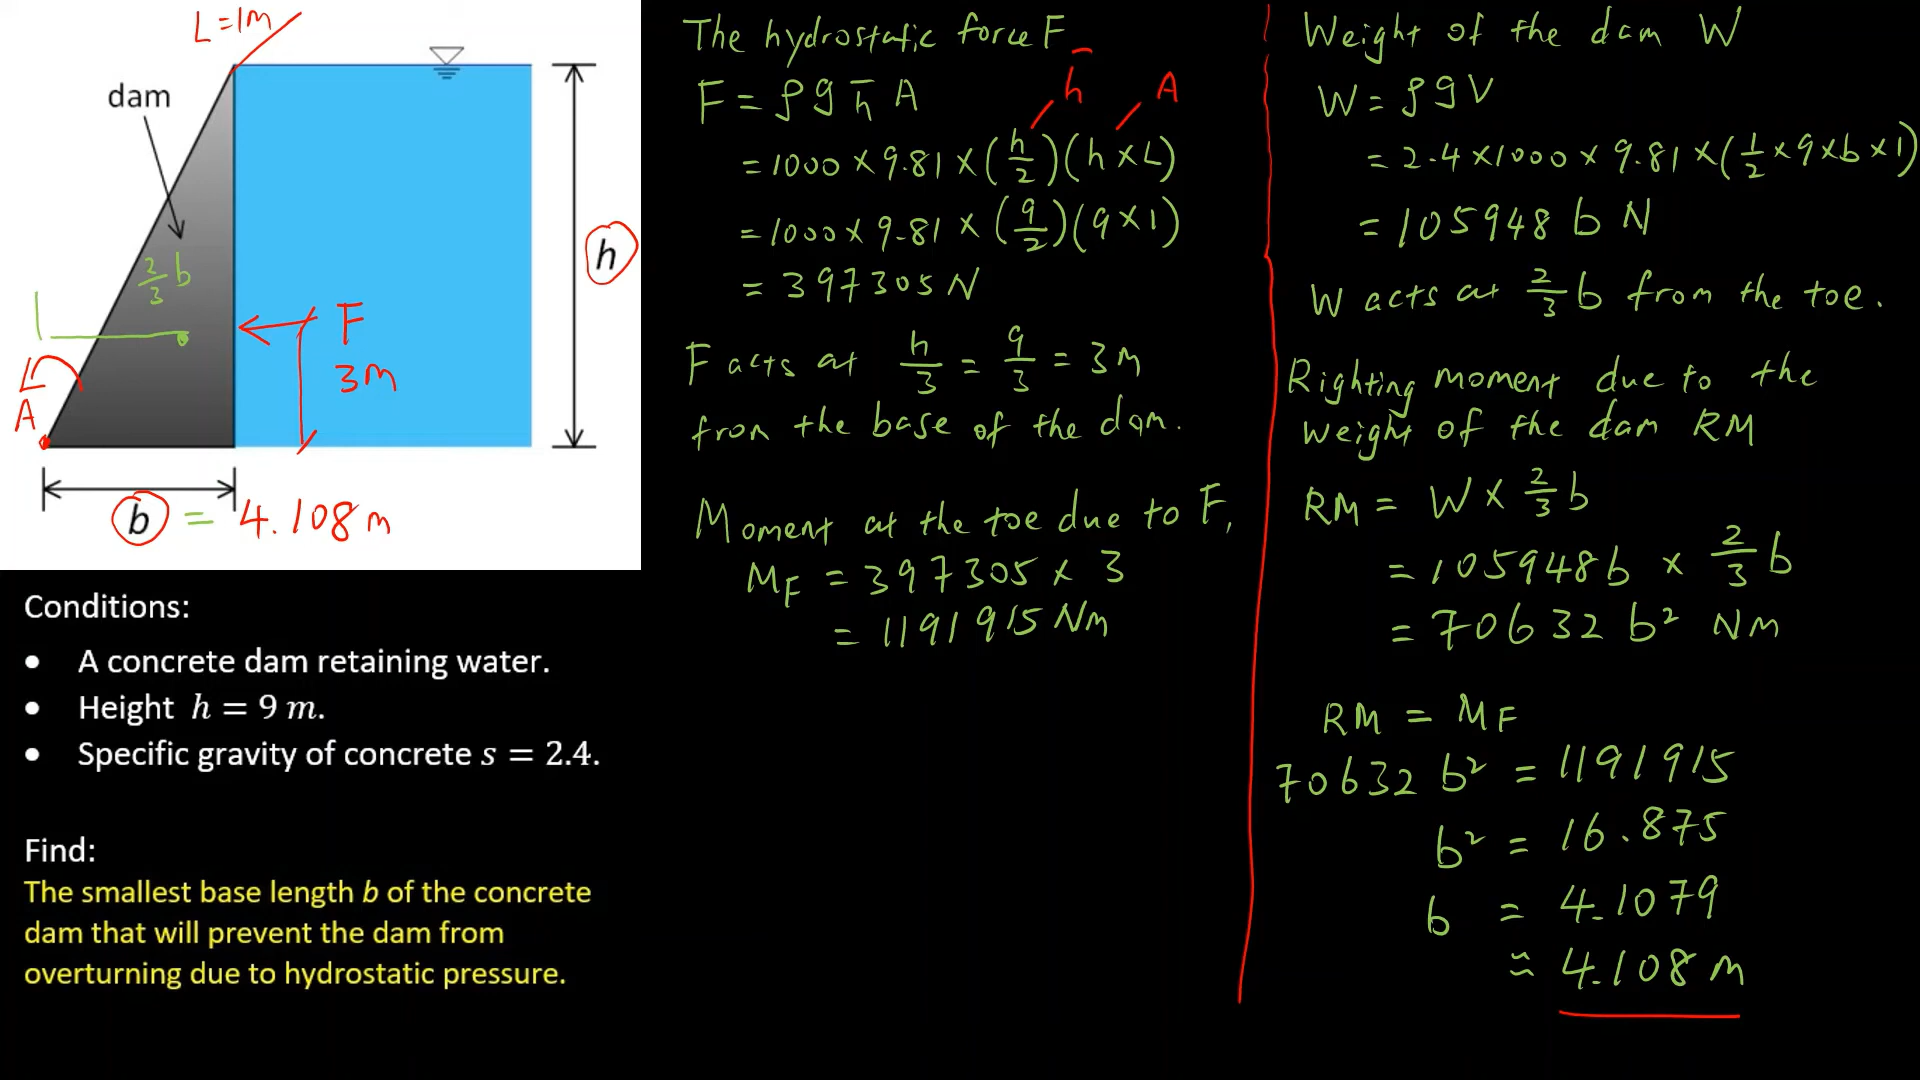 L = 1m
dam
2/3 b
h
F
3m
A
b = 4.108m
Conditions:
• A concrete dam retaining water.
• Height h = 9 m.
• Specific gravity of concrete s = 2.4.
Find:
The smallest base length b of the concrete
dam that will prevent the dam from
overturning due to hydrostatic pressure.
The hydrostatic force F
F = ρg h̄ A
h̄ A
= 1000 × 9.81 × (h/2)(h × L)
= 1000 × 9.81 × (9/2)(9 × 1)
= 397305 N
F acts at h/3 = 9/3 = 3m
from the base of the dam.
Moment at the toe due to F,
MF = 397305 × 3
= 1191915 Nm
Weight of the dam W
W = ρgV
= 2.4 × 1000 × 9.81 × (1/2 × 9 × b × 1)
= 105948 b N
W acts at 2/3 b from the toe.
Righting moment due to the
weight of the dam RM
RM = W × 2/3 b
= 105948b × 2/3 b
= 70632 b² Nm
RM = MF
70632 b² = 1191915
b² = 16.875
b = 4.1079
≈ 4.108 m